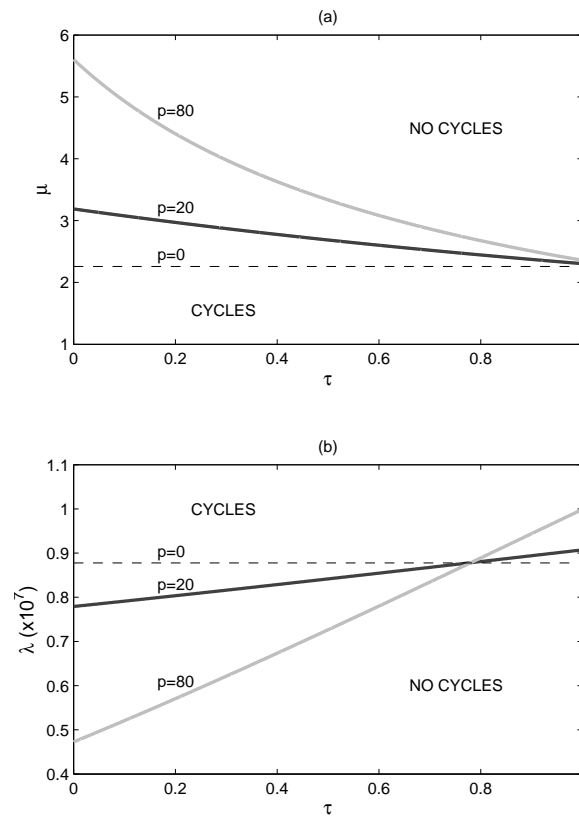 (a)
6
5
4
3
2
1
μ
p=80
NO CYCLES
p=20
p=0
CYCLES
0
0.2
0.4
0.6
0.8
τ
(b)
1.1
1
0.9
0.8
0.7
0.6
0.5
0.4
λ (x10⁷)
CYCLES
p=0
p=20
p=80
NO CYCLES
0
0.2
0.4
0.6
0.8
τ